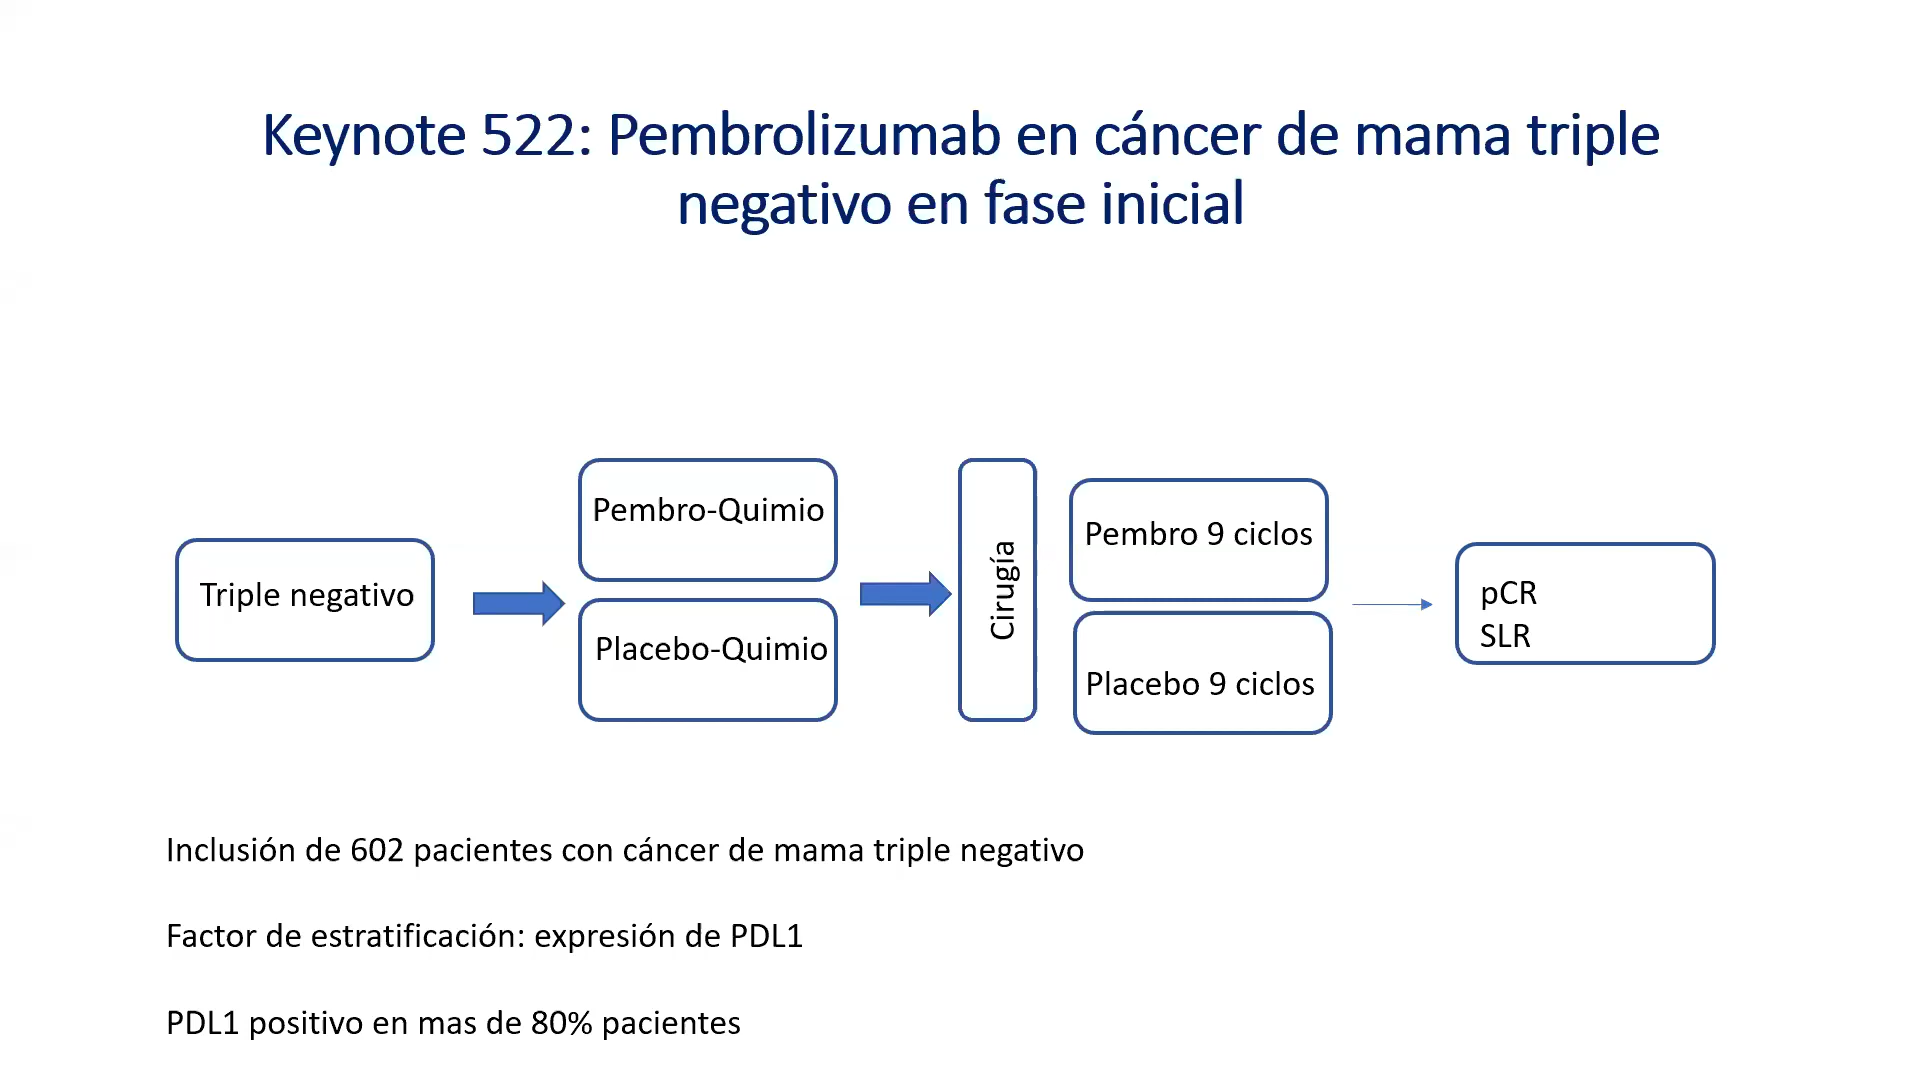 Keynote 522: Pembrolizumab en cáncer de mama triple
negativo en fase inicial
Triple negativo
Pembro-Quimio
Placebo-Quimio
Cirugía
Pembro 9 ciclos
Placebo 9 ciclos
pCR
SLR
Inclusión de 602 pacientes con cáncer de mama triple negativo
Factor de estratificación: expresión de PDL1
PDL1 positivo en mas de 80% pacientes